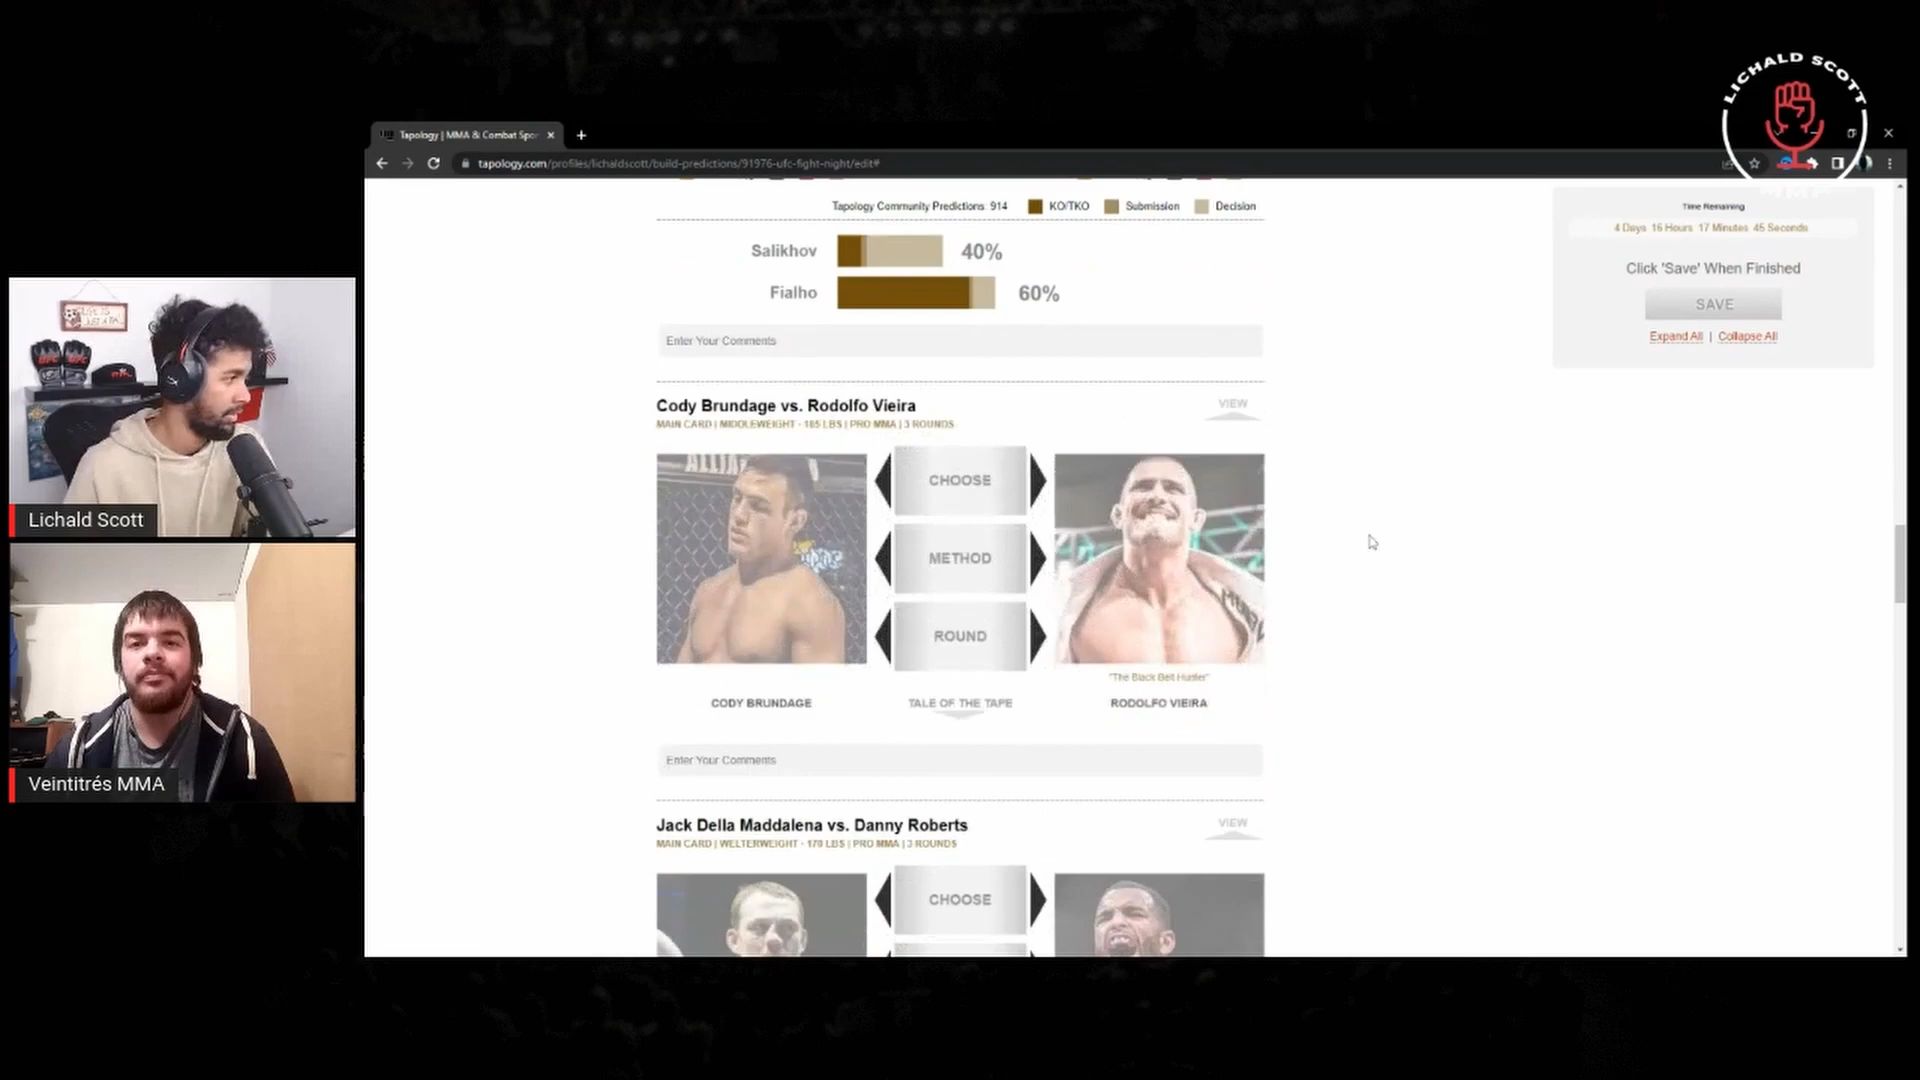 LICHALD SCOTT
Tapology | MMA & Combat Spor
tapology.com/profiles/lichaldscott/build-predictions/91976-ufc-fight-night/edit#
Tapology Community Predictions 914
KO/TKO
Submission
Decision
Salikhov
40%
Fialho
60%
Enter Your Comments
Time Remaining
4 Days 16 Hours 17 Minutes 45 Seconds
Click 'Save' When Finished
SAVE
Expand All | Collapse All
Cody Brundage vs. Rodolfo Vieira
VIEW
MAIN CARD | MIDDLEWEIGHT · 185 LBS | PRO MMA | 3 ROUNDS
CHOOSE
METHOD
ROUND
"The Black Belt Hunter"
CODY BRUNDAGE
TALE OF THE TAPE
RODOLFO VIEIRA
Enter Your Comments
Jack Della Maddalena vs. Danny Roberts
VIEW
MAIN CARD | WELTERWEIGHT · 170 LBS | PRO MMA | 3 ROUNDS
CHOOSE
Lichald Scott
Veintitrés MMA